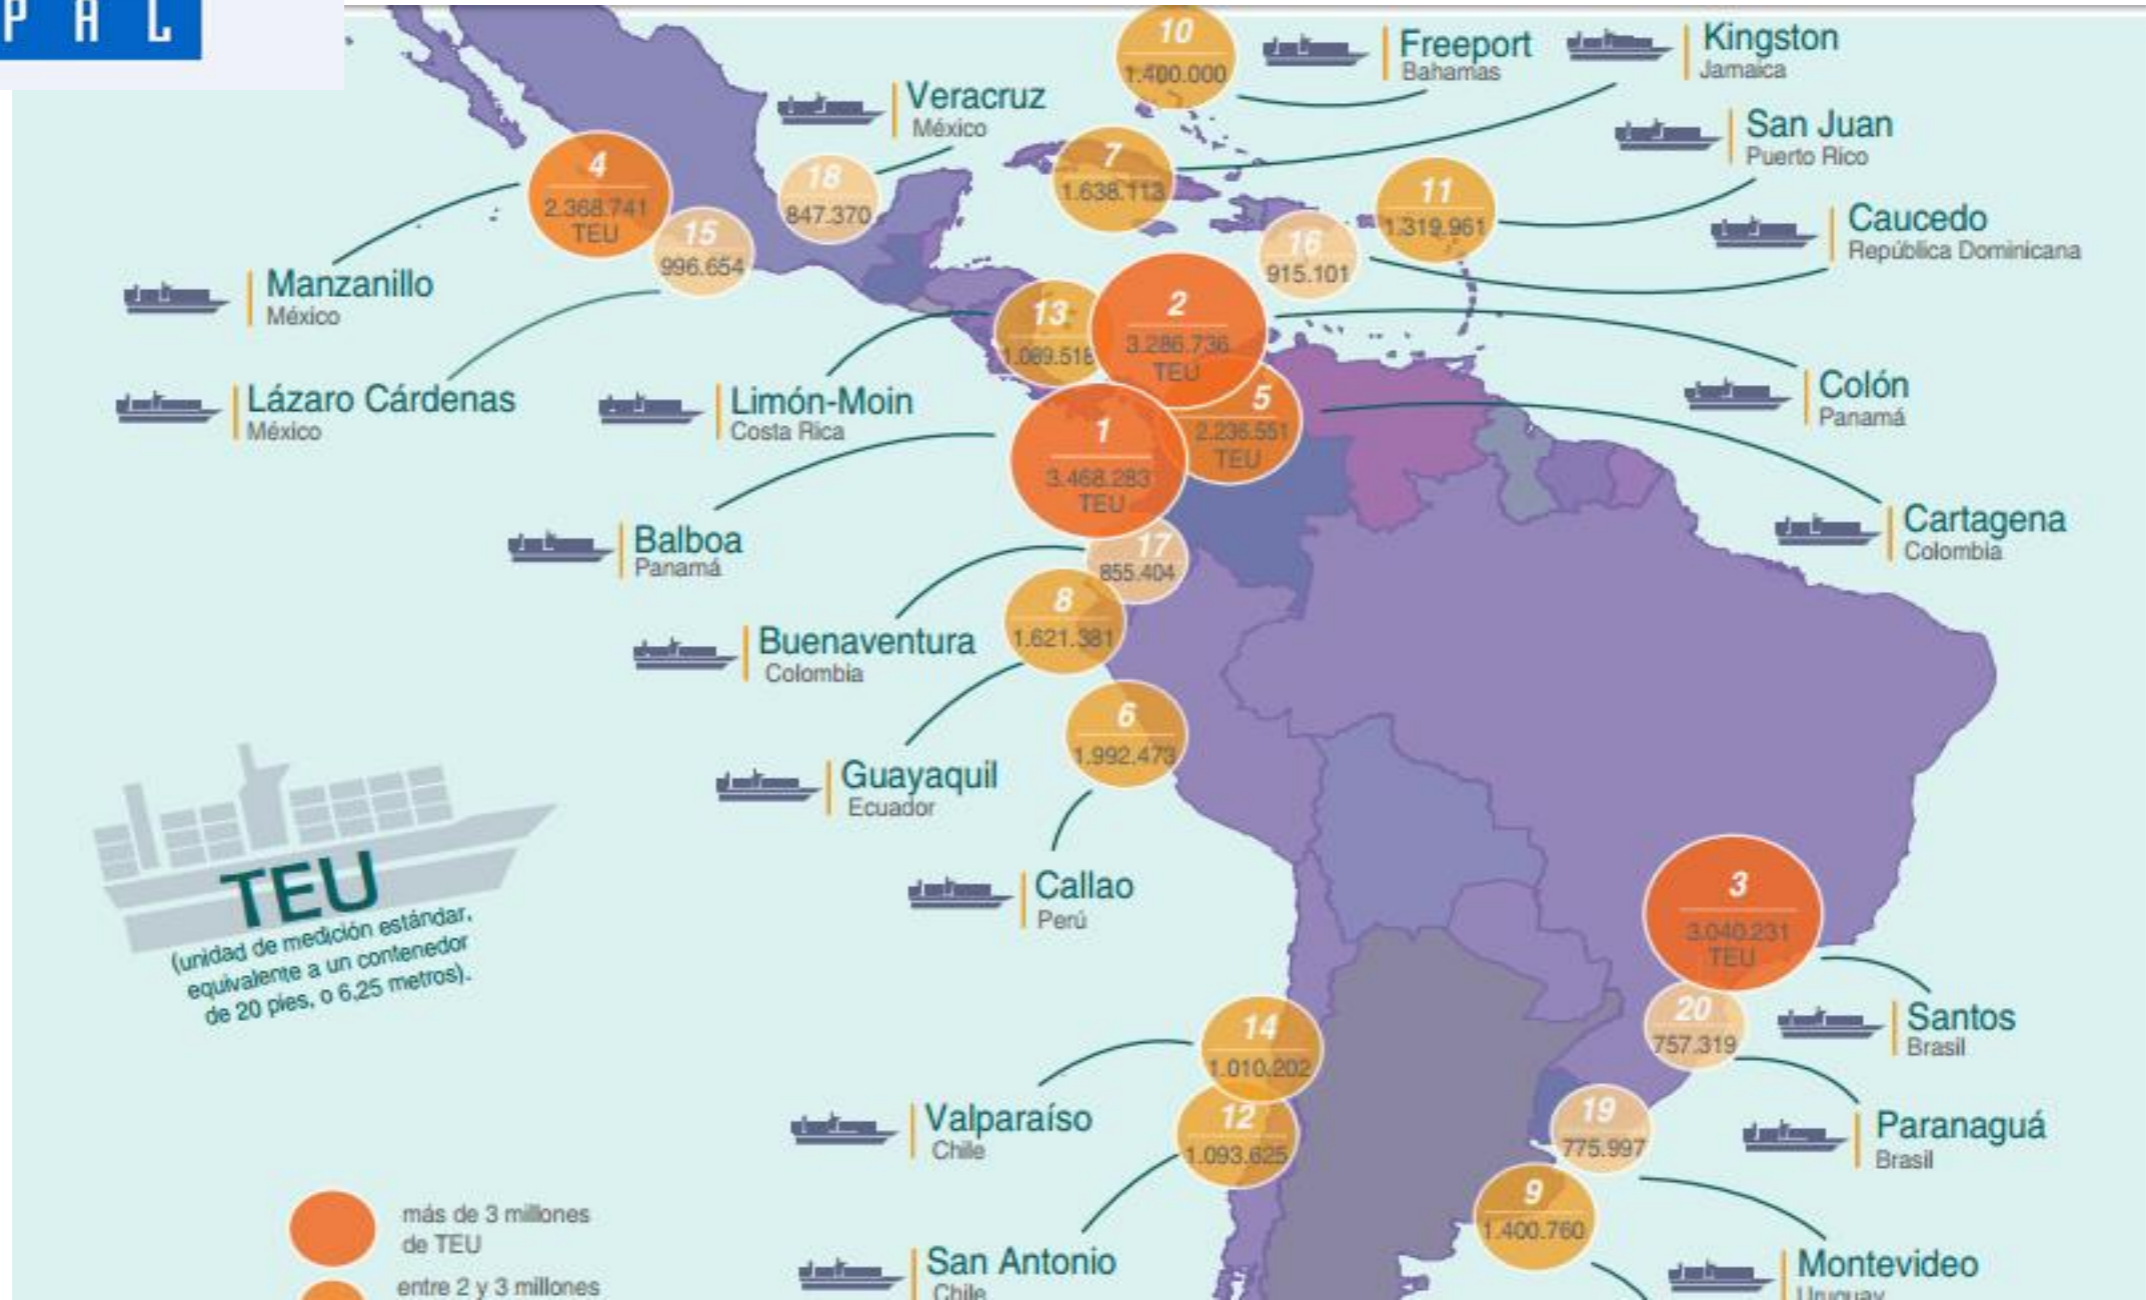 P A L
10
1.400.000
Freeport
Bahamas
Kingston
Jamaica
Veracruz
México
San Juan
Puerto Rico
4
2.368.741
TEU
18
847.370
7
1.638.113
11
1.319.961
15
996.654
16
915.101
Caucedo
República Dominicana
Manzanillo
México
13
1.089.518
2
3.286.736
TEU
Colón
Panamá
Lázaro Cárdenas
México
Limón-Moin
Costa Rica
1
3.468.283
TEU
5
2.236.551
TEU
Cartagena
Colombia
Balboa
Panamá
17
855.404
8
1.621.381
Buenaventura
Colombia
6
1.992.473
Guayaquil
Ecuador
Callao
Perú
TEU
(unidad de medición estándar,
equivalente a un contenedor
de 20 pies, o 6,25 metros).
3
3.040.231
TEU
Santos
Brasil
20
757.319
14
1.010.202
Valparaíso
Chile
12
1.093.625
19
775.997
Paranaguá
Brasil
9
1.400.760
San Antonio
Chile
Montevideo
Uruguay
más de 3 millones
de TEU
entre 2 y 3 millones